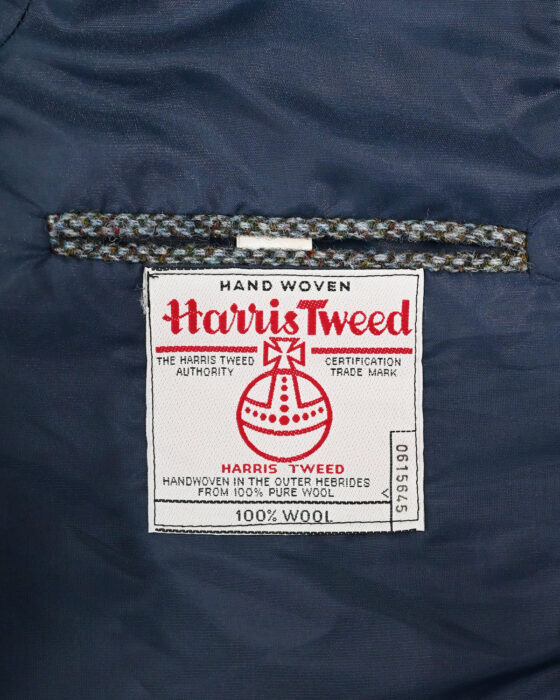 HAND WOVEN
Harris Tweed
THE HARRIS TWEED
AUTHORITY
CERTIFICATION
TRADE MARK
HARRIS TWEED
HANDWOVEN IN THE OUTER HEBRIDES
FROM 100% PURE WOOL
100% WOOL
0615645